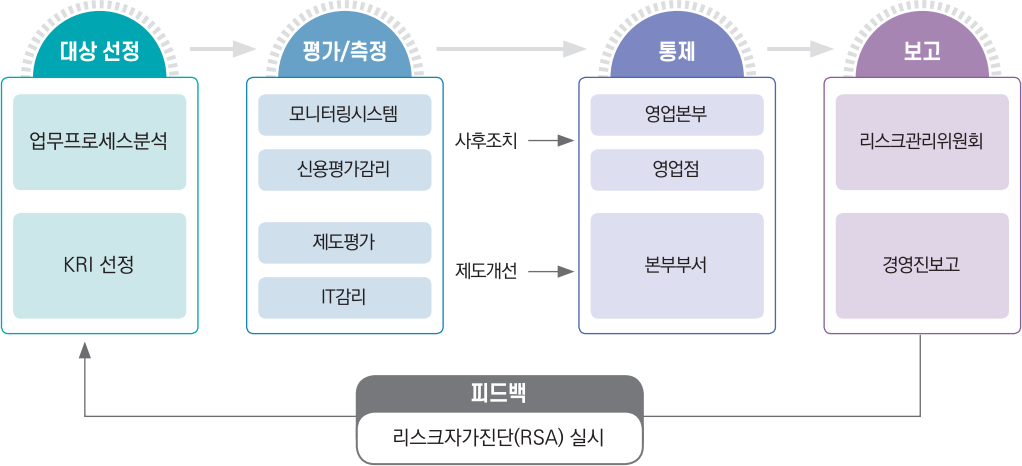 대상 선정
평가/측정
통제
보고
업무프로세스분석
KRI 선정
모니터링시스템
신용평가감리
제도평가
IT감리
사후조치
제도개선
영업본부
영업점
본부부서
리스크관리위원회
경영진보고
피드백
리스크자가진단(RSA) 실시